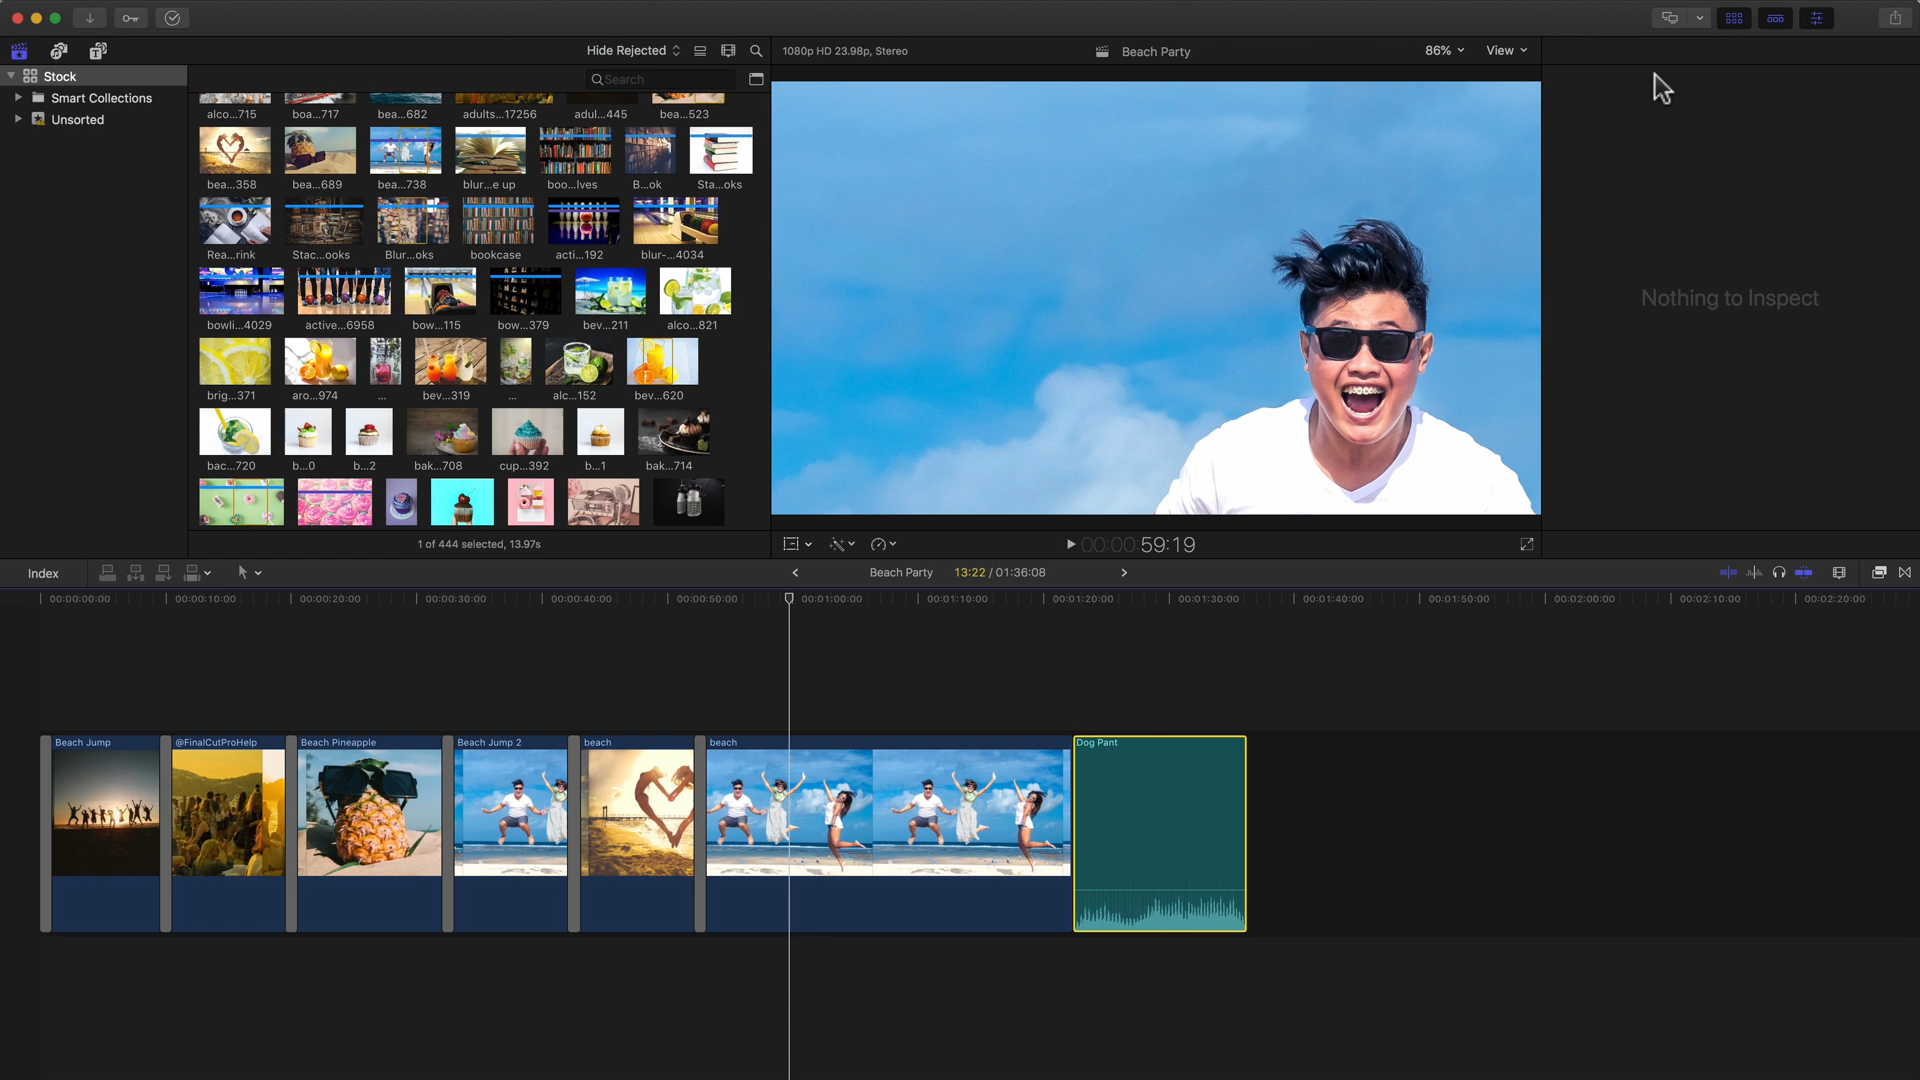 Hide Rejected
1080p HD 23.98p, Stereo
Beach Party
86%
View
Stock
Smart Collections
Unsorted
Search
alco...715
boa...717
bea...682
adults...17256
adul...445
bea...523
bea...358
bea...689
bea...738
blur...e up
boo...lves
B...ok
Sta...oks
Rea...rink
Stac...ooks
Blur...oks
bookcase
acti...192
blur-...4034
bowli...4029
active...6958
bow...115
bow...379
bev...211
alco...821
brig...371
aro...974
...
bev...319
...
alc...152
bev...620
bac...720
b...0
b...2
bak...708
cup...392
b...1
bak...714
1 of 444 selected, 13.97s
Nothing to Inspect
00:00:59:19
Index
Beach Party
13:22 / 01:36:08
00:00:00:00
00:00:10:00
00:00:20:00
00:00:30:00
00:00:40:00
00:00:50:00
00:01:00:00
00:01:10:00
00:01:20:00
00:01:30:00
00:01:40:00
00:01:50:00
00:02:00:00
00:02:10:00
00:02:20:00
Beach Jump
@FinalCutProHelp
Beach Pineapple
Beach Jump 2
beach
beach
Dog Pant